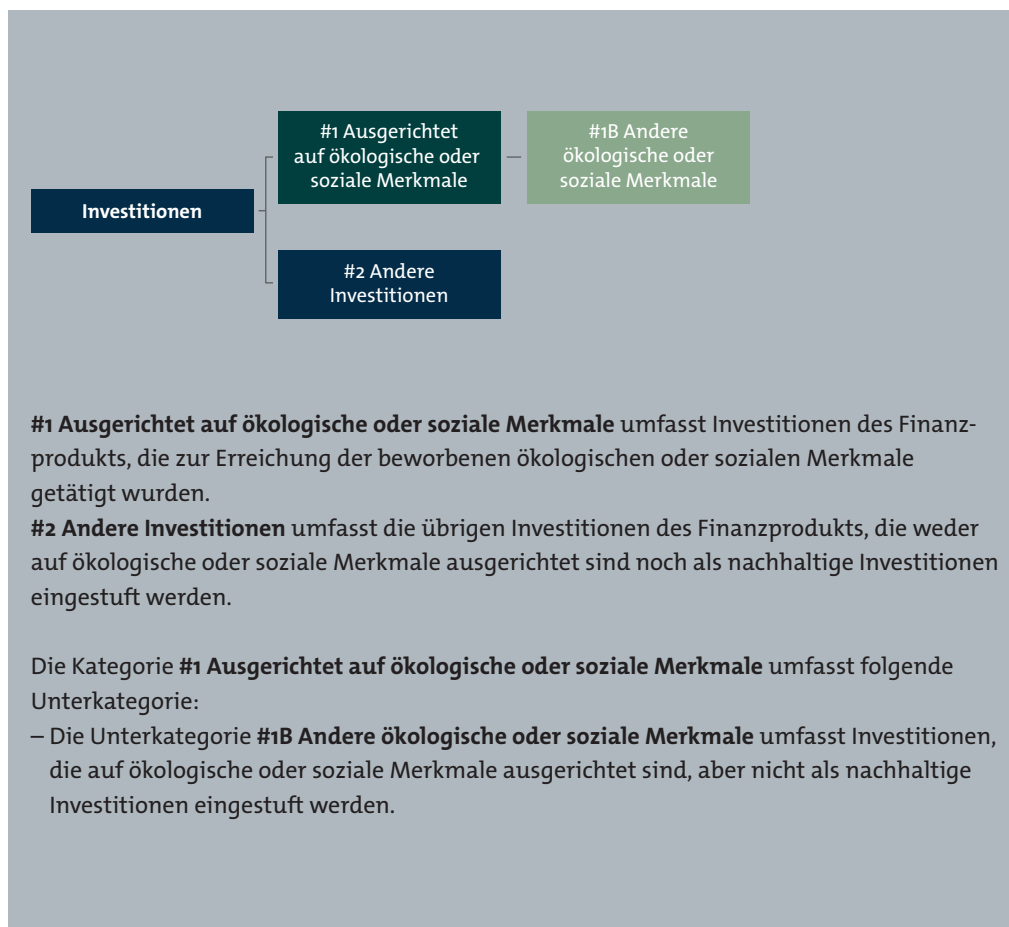 #1 Ausgerichtet
auf ökologische oder
soziale Merkmale
#1B Andere
ökologische oder
soziale Merkmale
Investitionen
#2 Andere
Investitionen
#1 Ausgerichtet auf ökologische oder soziale Merkmale umfasst Investitionen des Finanz-
produkts, die zur Erreichung der beworbenen ökologischen oder sozialen Merkmale
getätigt wurden.
#2 Andere Investitionen umfasst die übrigen Investitionen des Finanzprodukts, die weder
auf ökologische oder soziale Merkmale ausgerichtet sind noch als nachhaltige Investitionen
eingestuft werden.
Die Kategorie #1 Ausgerichtet auf ökologische oder soziale Merkmale umfasst folgende
Unterkategorie:
– Die Unterkategorie #1B Andere ökologische oder soziale Merkmale umfasst Investitionen,
die auf ökologische oder soziale Merkmale ausgerichtet sind, aber nicht als nachhaltige
Investitionen eingestuft werden.